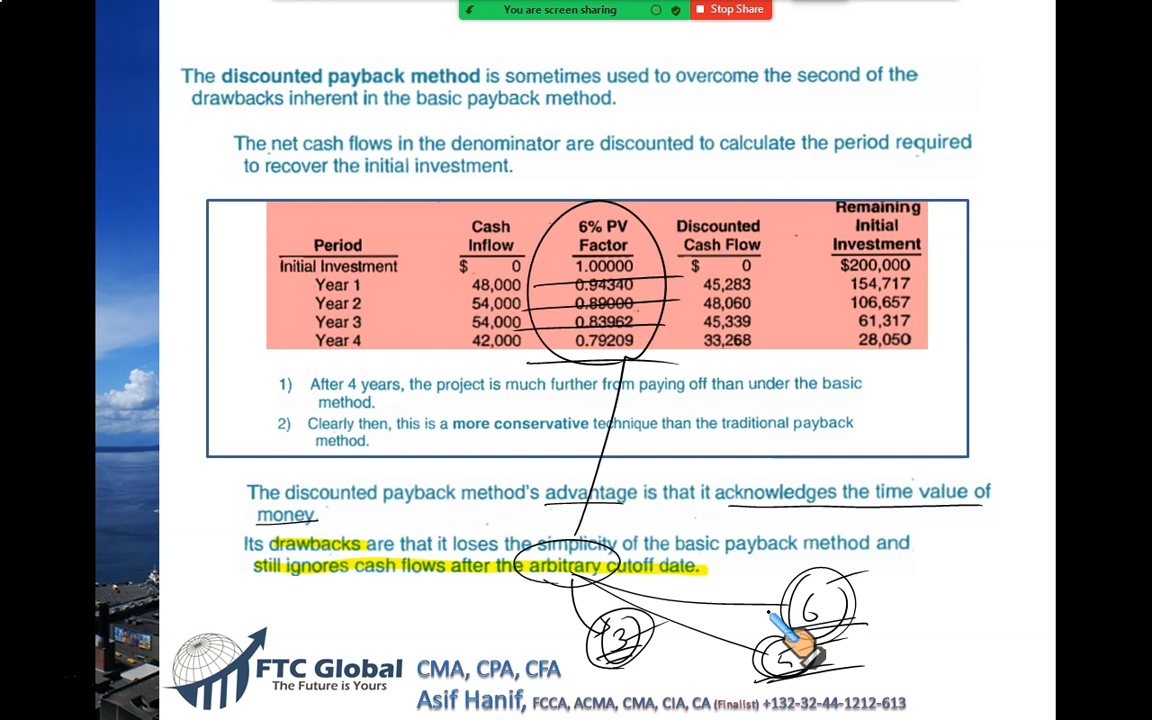 You are screen sharing
Stop Share
The discounted payback method is sometimes used to overcome the second of the
drawbacks inherent in the basic payback method.
The net cash flows in the denominator are discounted to calculate the period required
to recover the initial investment.
Remaining
Cash 6% PV Discounted Initial
Period Inflow Factor Cash Flow Investment
Initial Investment $ 0 1.00000 $ 0 $200,000
Year 1 48,000 0.94340 45,283 154,717
Year 2 54,000 0.89000 48,060 106,657
Year 3 54,000 0.83962 45,339 61,317
Year 4 42,000 0.79209 33,268 28,050
1) After 4 years, the project is much further from paying off than under the basic
method.
2) Clearly then, this is a more conservative technique than the traditional payback
method.
The discounted payback method's advantage is that it acknowledges the time value of
money.
Its drawbacks are that it loses the simplicity of the basic payback method and
still ignores cash flows after the arbitrary cutoff date.
6
3
FTC Global CMA, CPA, CFA
The Future is Yours
Asif Hanif, FCCA, ACMA, CMA, CIA, CA (Finalist) +132-32-44-1212-613